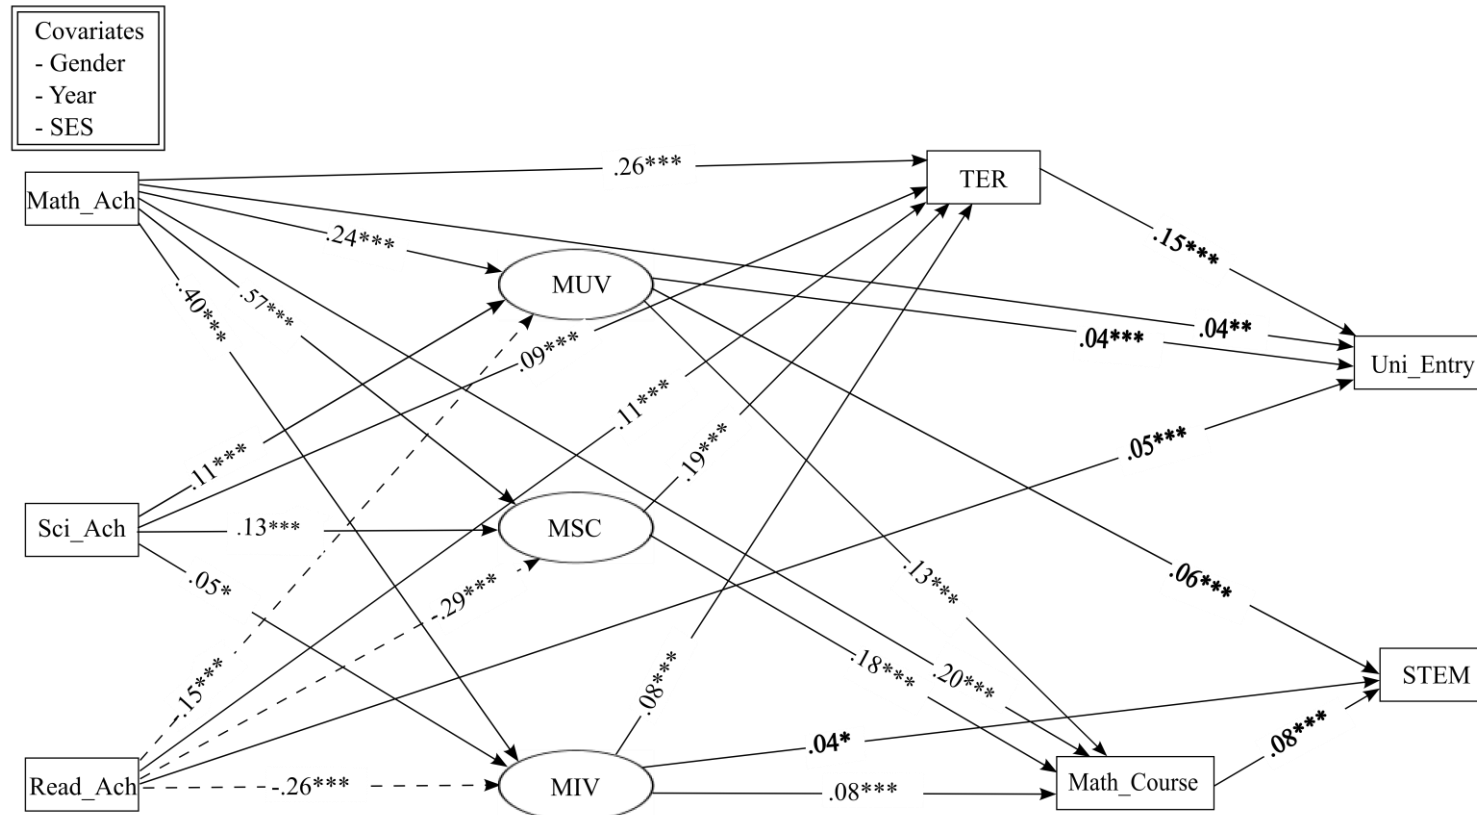 Covariates
- Gender
- Year
- SES
.26***
TER
Math_Ach
.24***
.15***
MUV
.40***
.57***
.04**
.04***
.09***
Uni_Entry
.11***
.11***
.05***
.19***
Sci_Ach
.13***
MSC
.05*
-.29***
.13***
.06***
-.15***
.08***
.18***
.20***
STEM
.04*
.08***
Read_Ach
-.26***
MIV
.08***
Math_Course